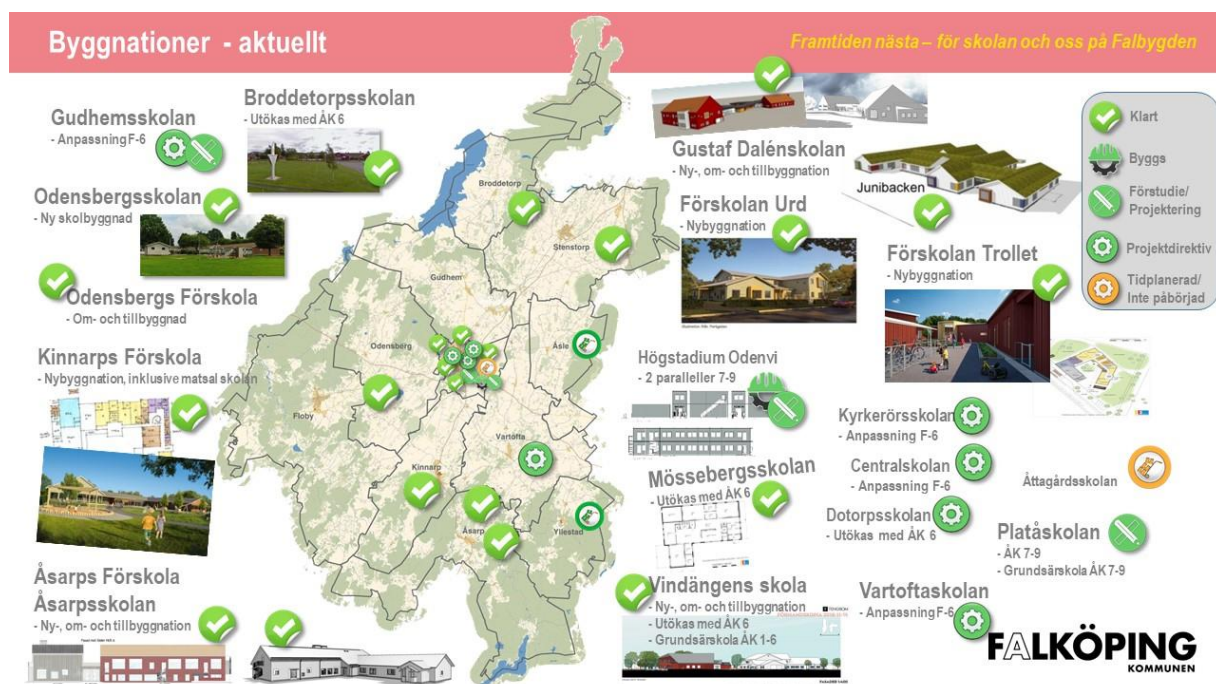 Byggnationer - aktuellt
Framtiden nästa – för skolan och oss på Falbygden
Gudhemsskolan
- Anpassning F-6
Broddetorpsskolan
- Utökas med ÅK 6
Odensbergsskolan
- Ny skolbyggnad
Odensbergs Förskola
- Om- och tillbyggnad
Kinnarps Förskola
- Nybyggnation, inklusive matsal skolan
Åsarps Förskola
Åsarpsskolan
- Ny-, om- och tillbyggnation
Broddetorp
Stenstorp
Gudhem
Odensberg
Åsle
Floby
Vartofta
Kinnarp
Åsarp
Yllestad
Gustaf Dalénskolan
- Ny-, om- och tillbyggnation
Förskolan Urd
- Nybyggnation
Högstadium Odenvi
- 2 paralleller 7-9
Mössebergsskolan
- Utökas med ÅK 6
Vindängens skola
- Ny-, om- och tillbyggnation
- Utökas med ÅK 6
- Grundsärskola ÅK 1-6
Junibacken
Förskolan Trollet
- Nybyggnation
Kyrkerörsskolan
- Anpassning F-6
Centralskolan
- Anpassning F-6
Dotorpsskolan
- Utökas med ÅK 6
Vartoftaskolan
- Anpassning F-6
Åttagårdsskolan
Platåskolan
- ÅK 7-9
- Grundsärskola ÅK 7-9
Klart
Byggs
Förstudie/
Projektering
Projektdirektiv
Tidplanerad/
Inte påbörjad
FALKÖPING
KOMMUNEN